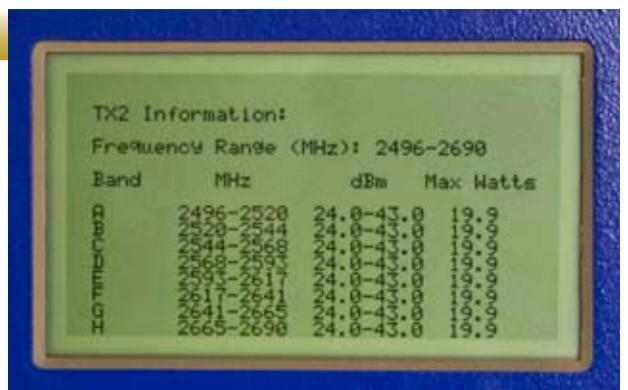 TX2 Information:
Frequency Range (MHz): 2496-2690
Band MHz dBm Max Watts
A 2496-2520 24.0-43.0 19.9
B 2520-2544 24.0-43.0 19.9
C 2544-2568 24.0-43.0 19.9
D 2568-2593 24.0-43.0 19.9
E 2593-2617 24.0-43.0 19.9
F 2617-2641 24.0-43.0 19.9
G 2641-2665 24.0-43.0 19.9
H 2665-2690 24.0-43.0 19.9